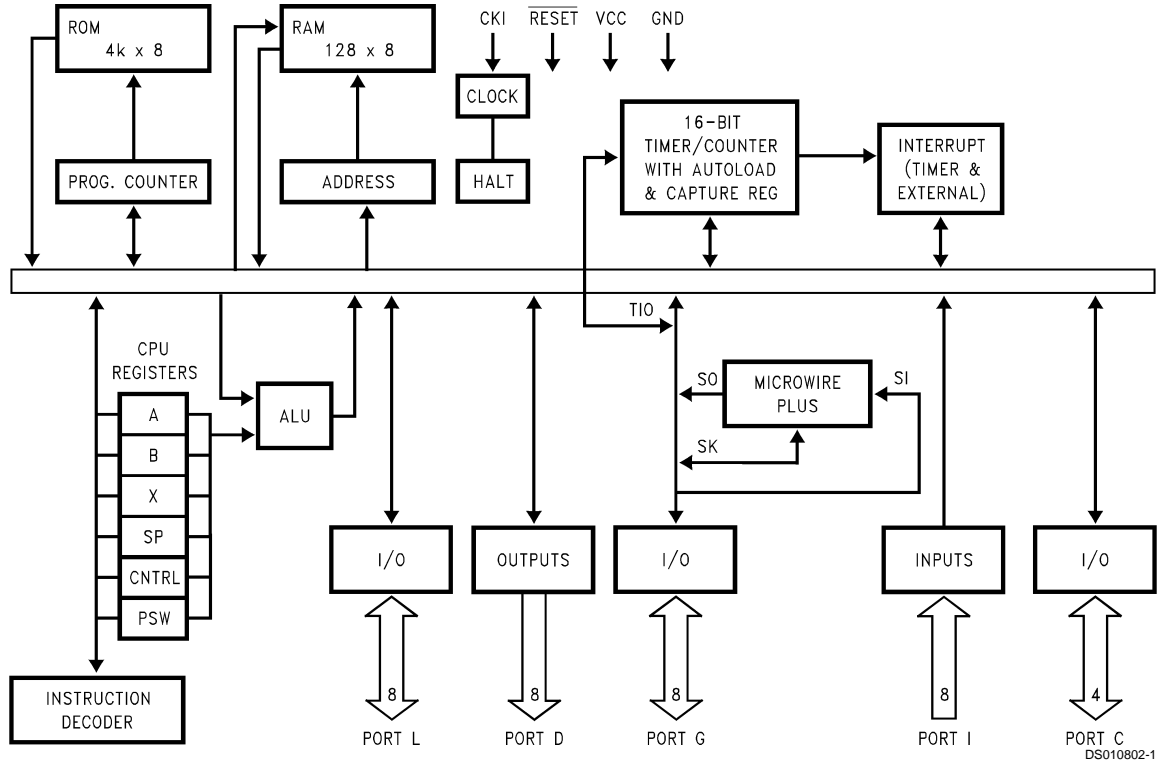 ROM
4k x 8
RAM
128 x 8
CKI
RESET
VCC
GND
CLOCK
HALT
PROG. COUNTER
ADDRESS
16-BIT
TIMER/COUNTER
WITH AUTOLOAD
& CAPTURE REG
INTERRUPT
(TIMER &
EXTERNAL)
TIO
CPU
REGISTERS
A
B
X
SP
CNTRL
PSW
ALU
SO
MICROWIRE
PLUS
SI
SK
I/O
OUTPUTS
I/O
INPUTS
I/O
INSTRUCTION
DECODER
8
8
8
8
4
PORT L
PORT D
PORT G
PORT I
PORT C
DS010802-1